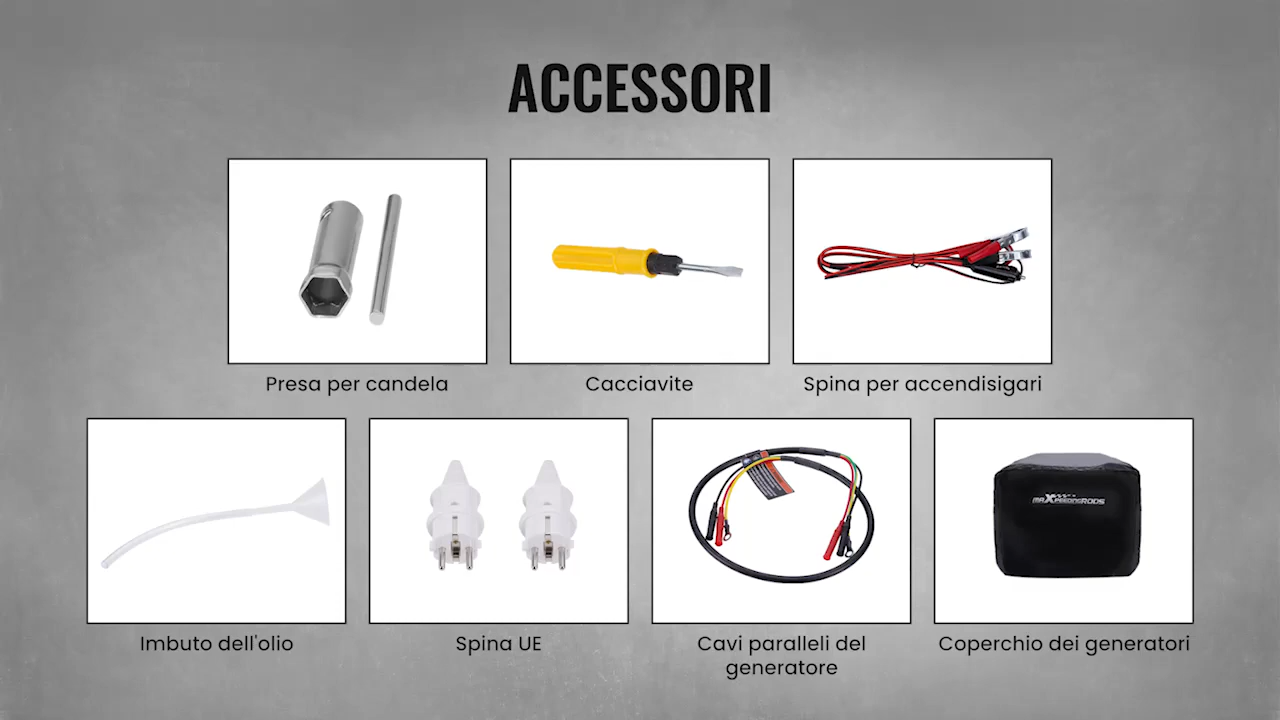 ACCESSORI
Presa per candela
Cacciavite
Spina per accendisigari
maXpeedingRODS
Imbuto dell'olio
Spina UE
Cavi paralleli del
generatore
Coperchio dei generatori